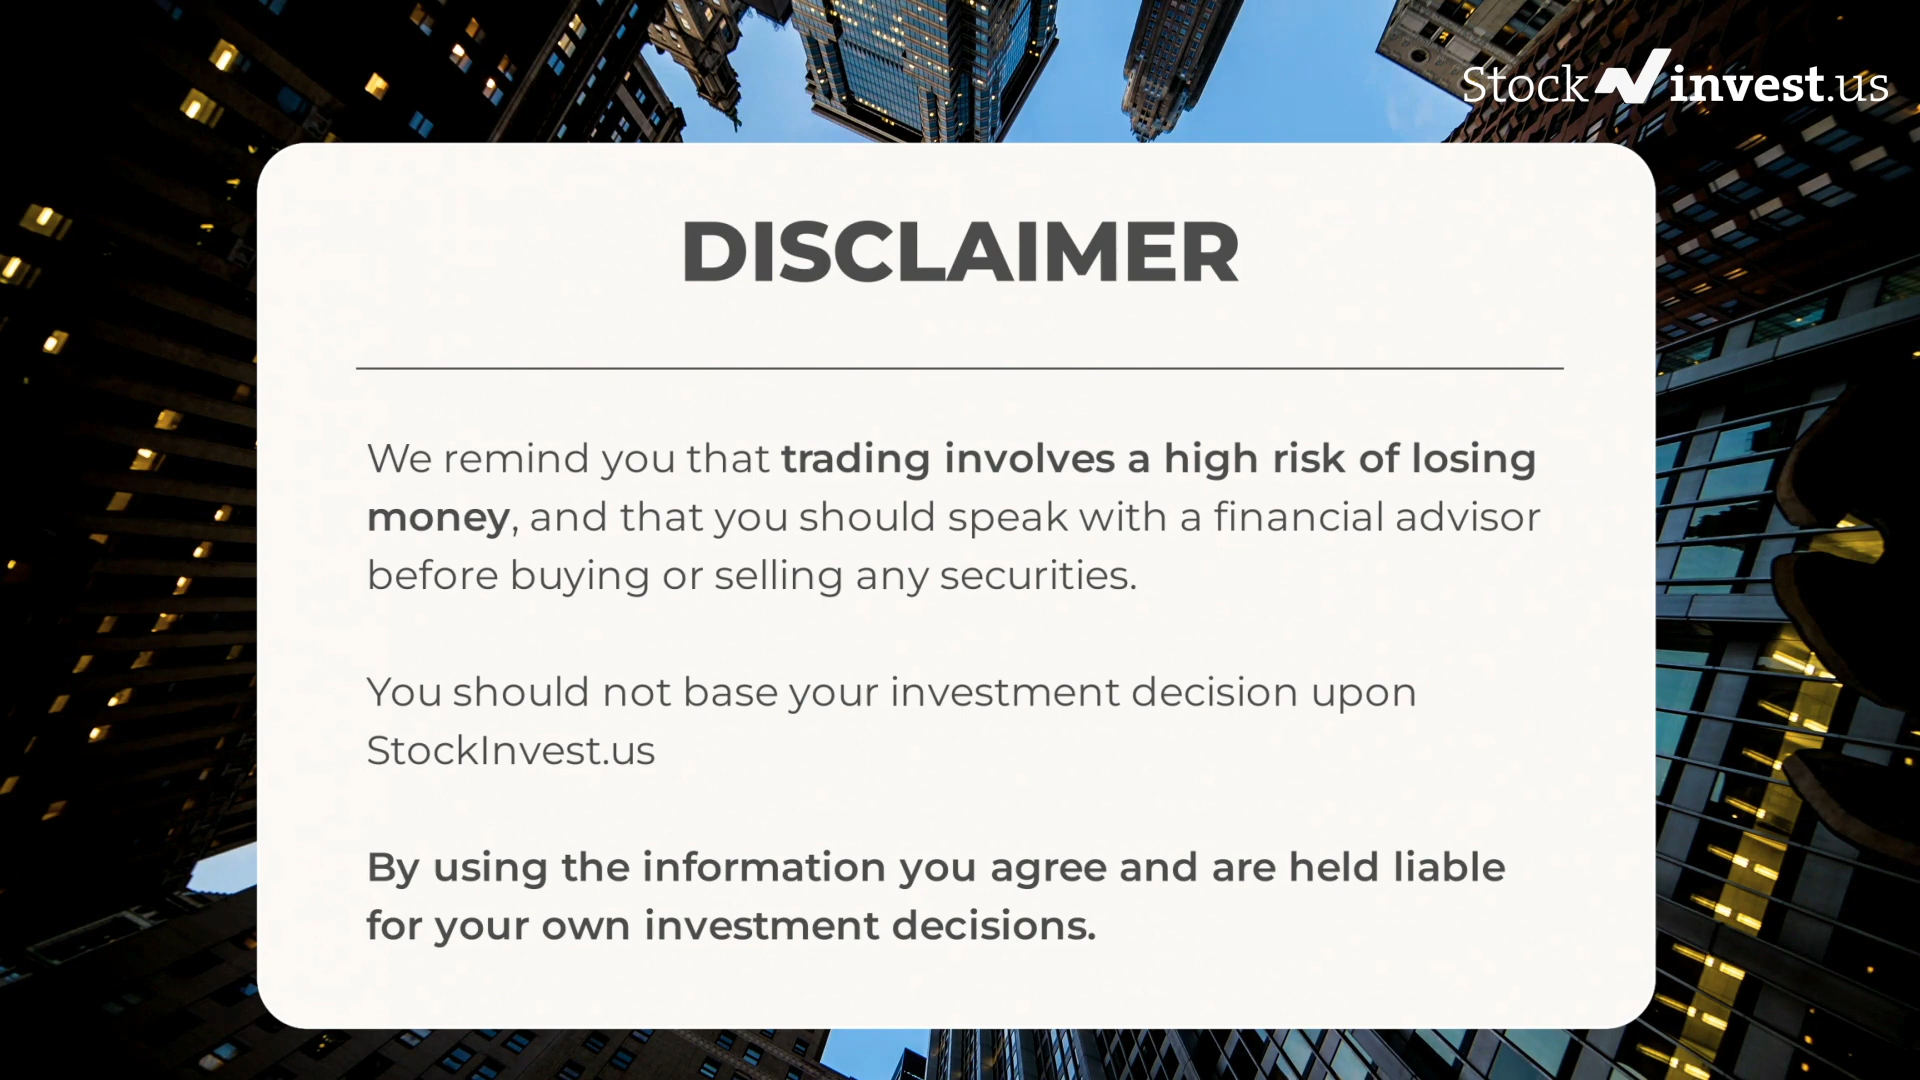 Stock invest.us
DISCLAIMER
We remind you that trading involves a high risk of losing
money, and that you should speak with a financial advisor
before buying or selling any securities.
You should not base your investment decision upon
StockInvest.us
By using the information you agree and are held liable
for your own investment decisions.